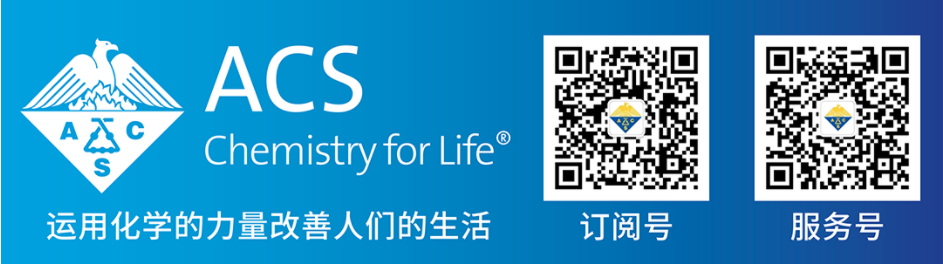 ACS
Chemistry for Life®
A C S
运用化学的力量改善人们的生活
订阅号
服务号